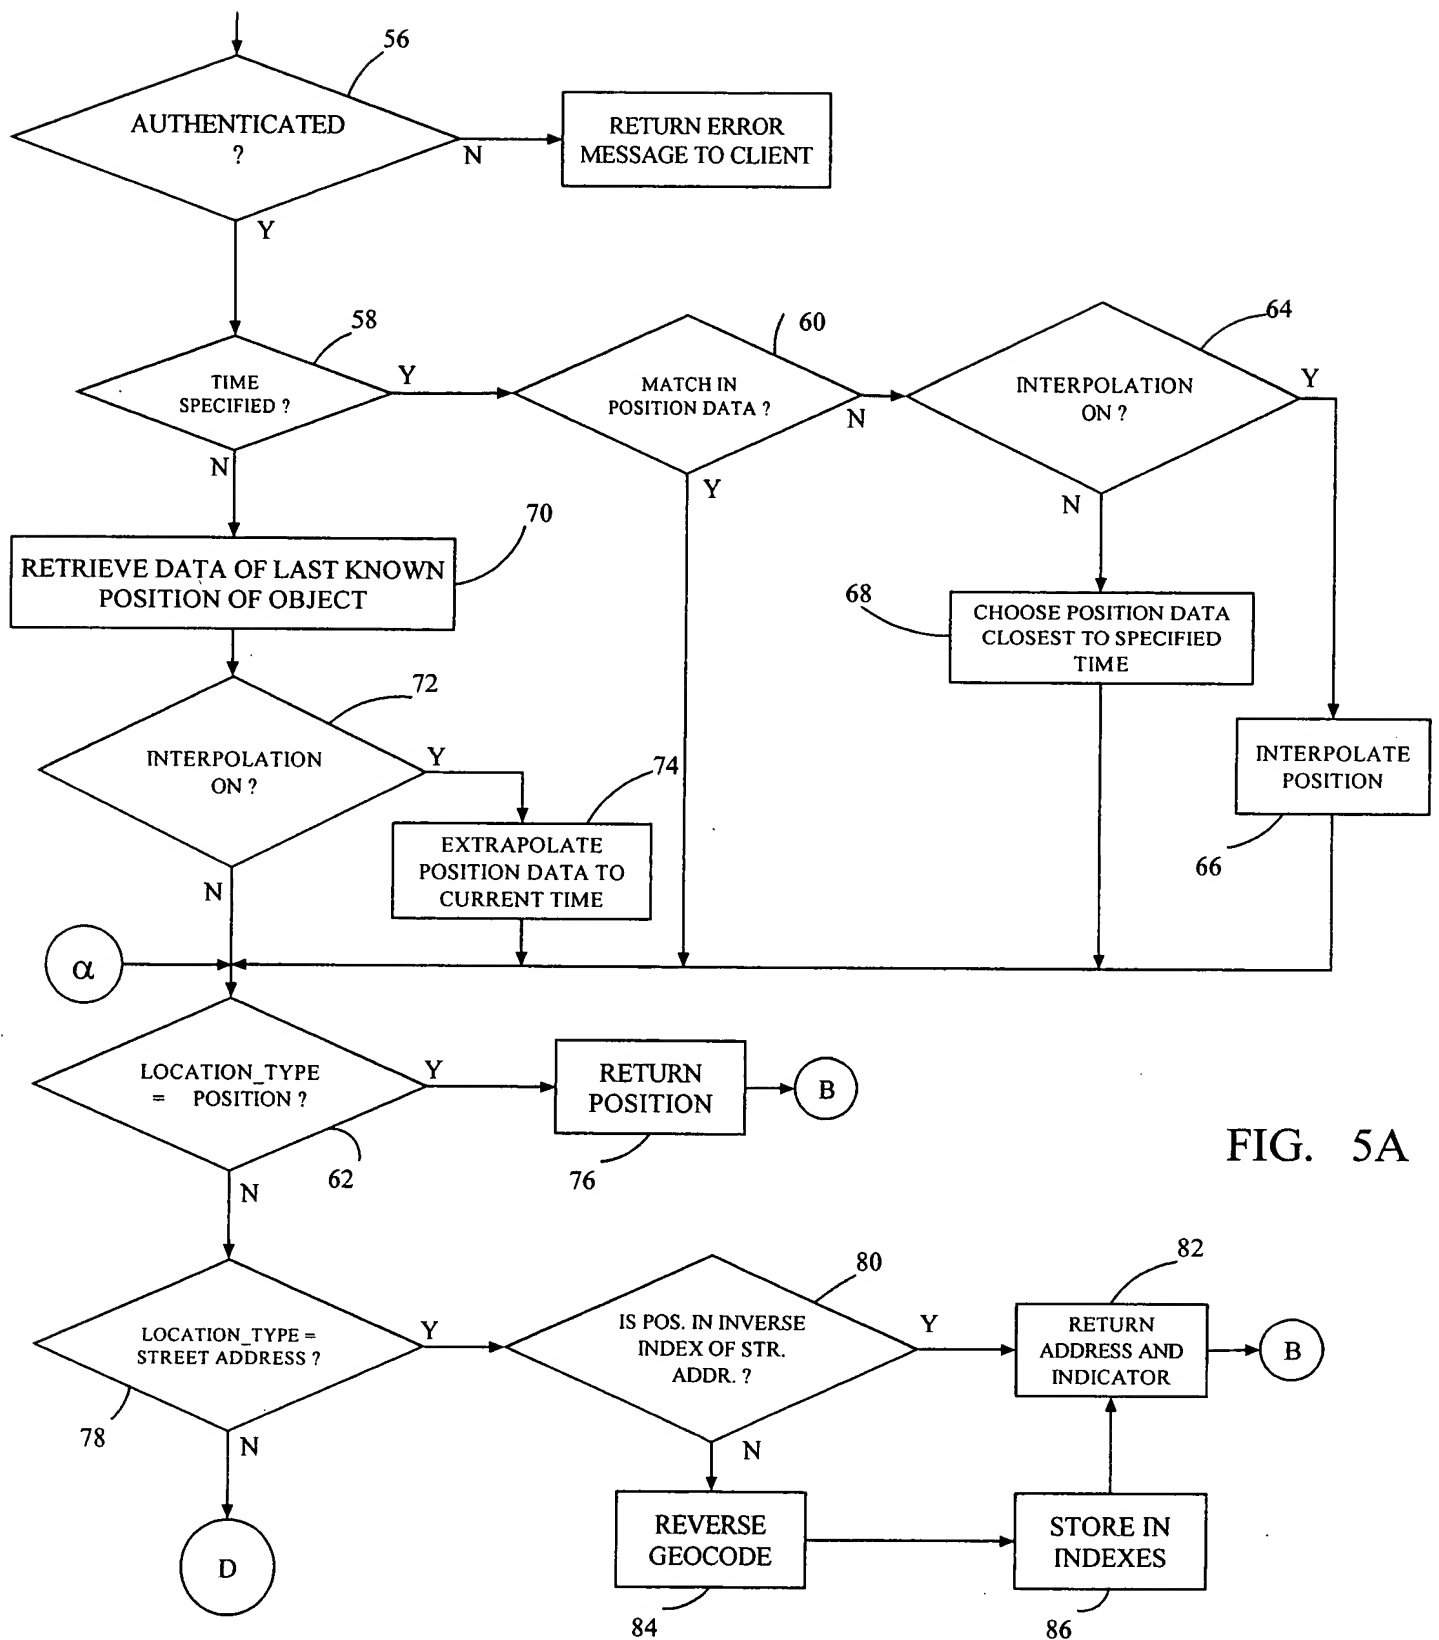 56
AUTHENTICATED
?
N
RETURN ERROR
MESSAGE TO CLIENT
Y
58
TIME
SPECIFIED ?
Y
60
MATCH IN
POSITION DATA ?
N
64
INTERPOLATION
ON ?
Y
N
Y
N
70
RETRIEVE DATA OF LAST KNOWN
POSITION OF OBJECT
68
CHOOSE POSITION DATA
CLOSEST TO SPECIFIED
TIME
72
INTERPOLATION
ON ?
Y
74
EXTRAPOLATE
POSITION DATA TO
CURRENT TIME
INTERPOLATE
POSITION
66
N
α
LOCATION_TYPE
= POSITION ?
Y
RETURN
POSITION
B
62
76
N
FIG. 5A
LOCATION_TYPE =
STREET ADDRESS ?
Y
78
80
IS POS. IN INVERSE
INDEX OF STR.
ADDR. ?
Y
82
RETURN
ADDRESS AND
INDICATOR
B
N
N
D
REVERSE
GEOCODE
84
STORE IN
INDEXES
86